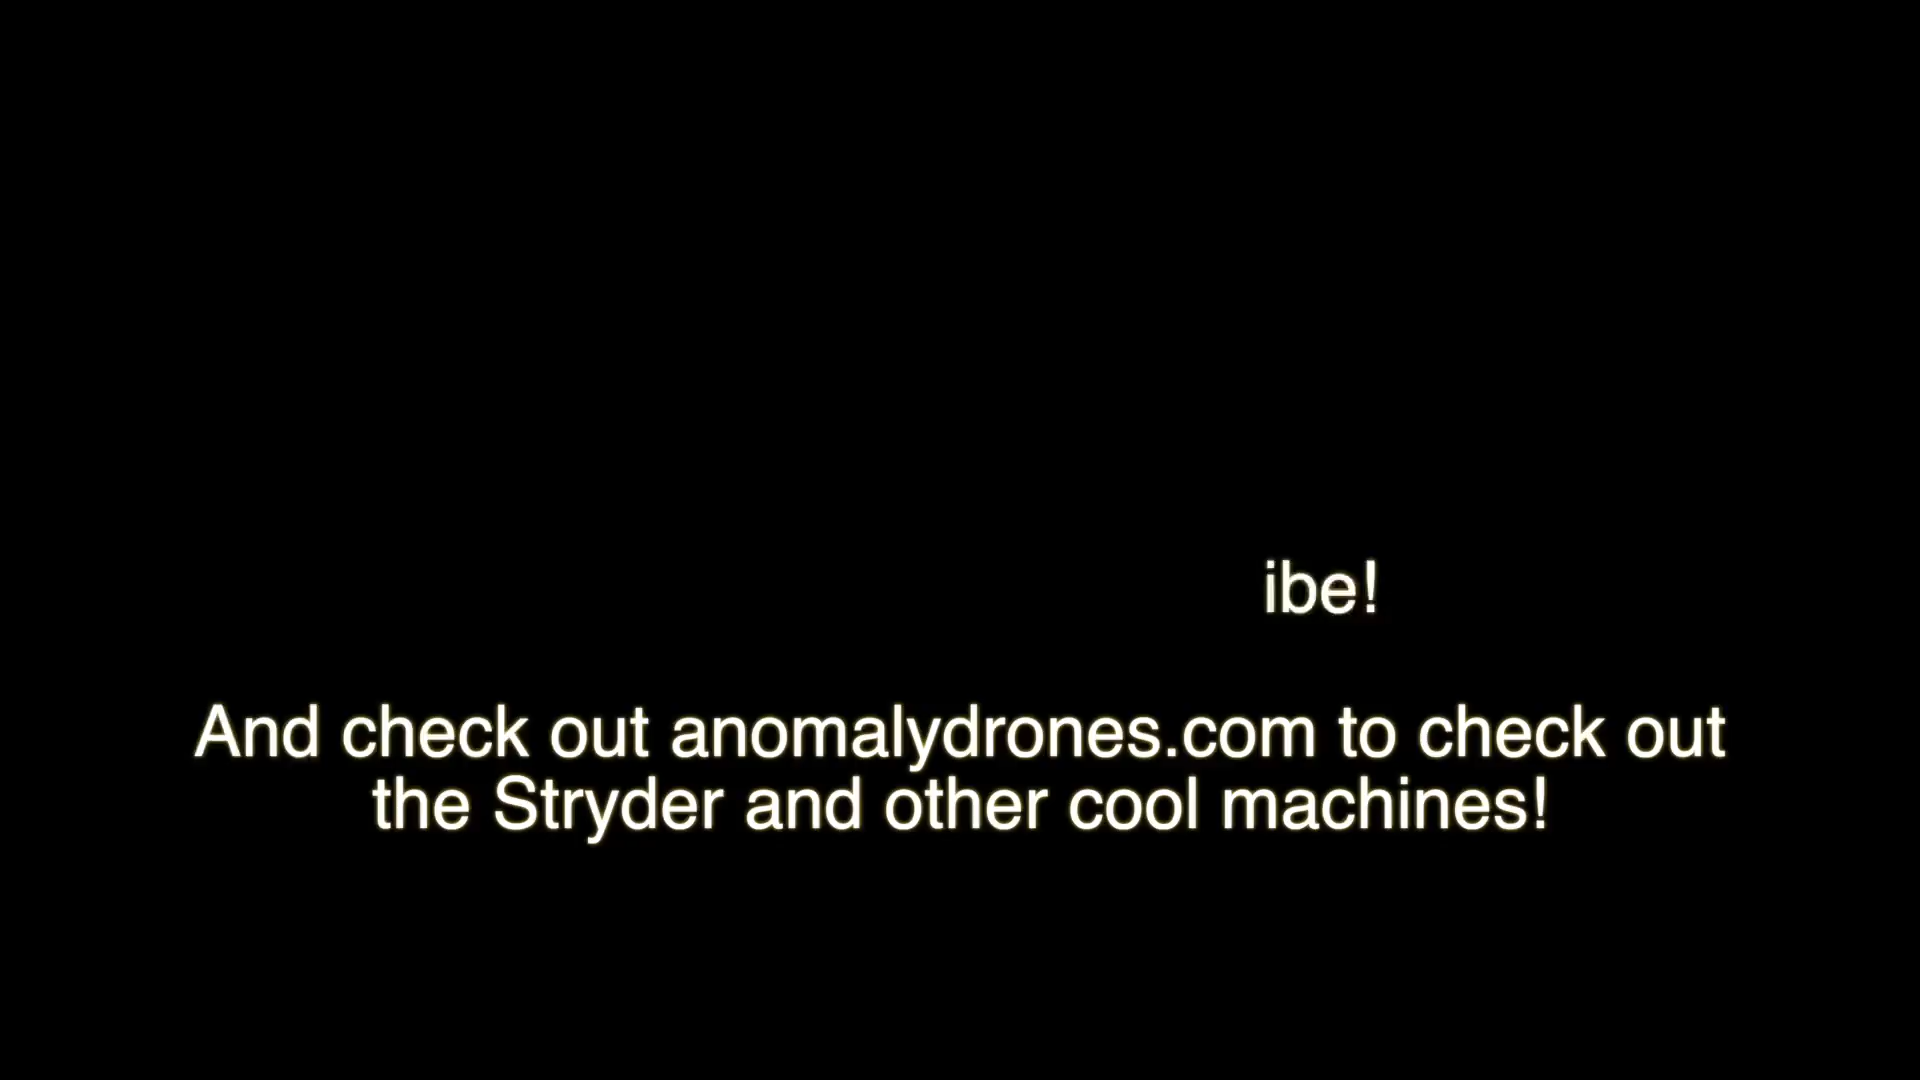 ibe!
And check out anomalydrones.com to check out
the Stryder and other cool machines!